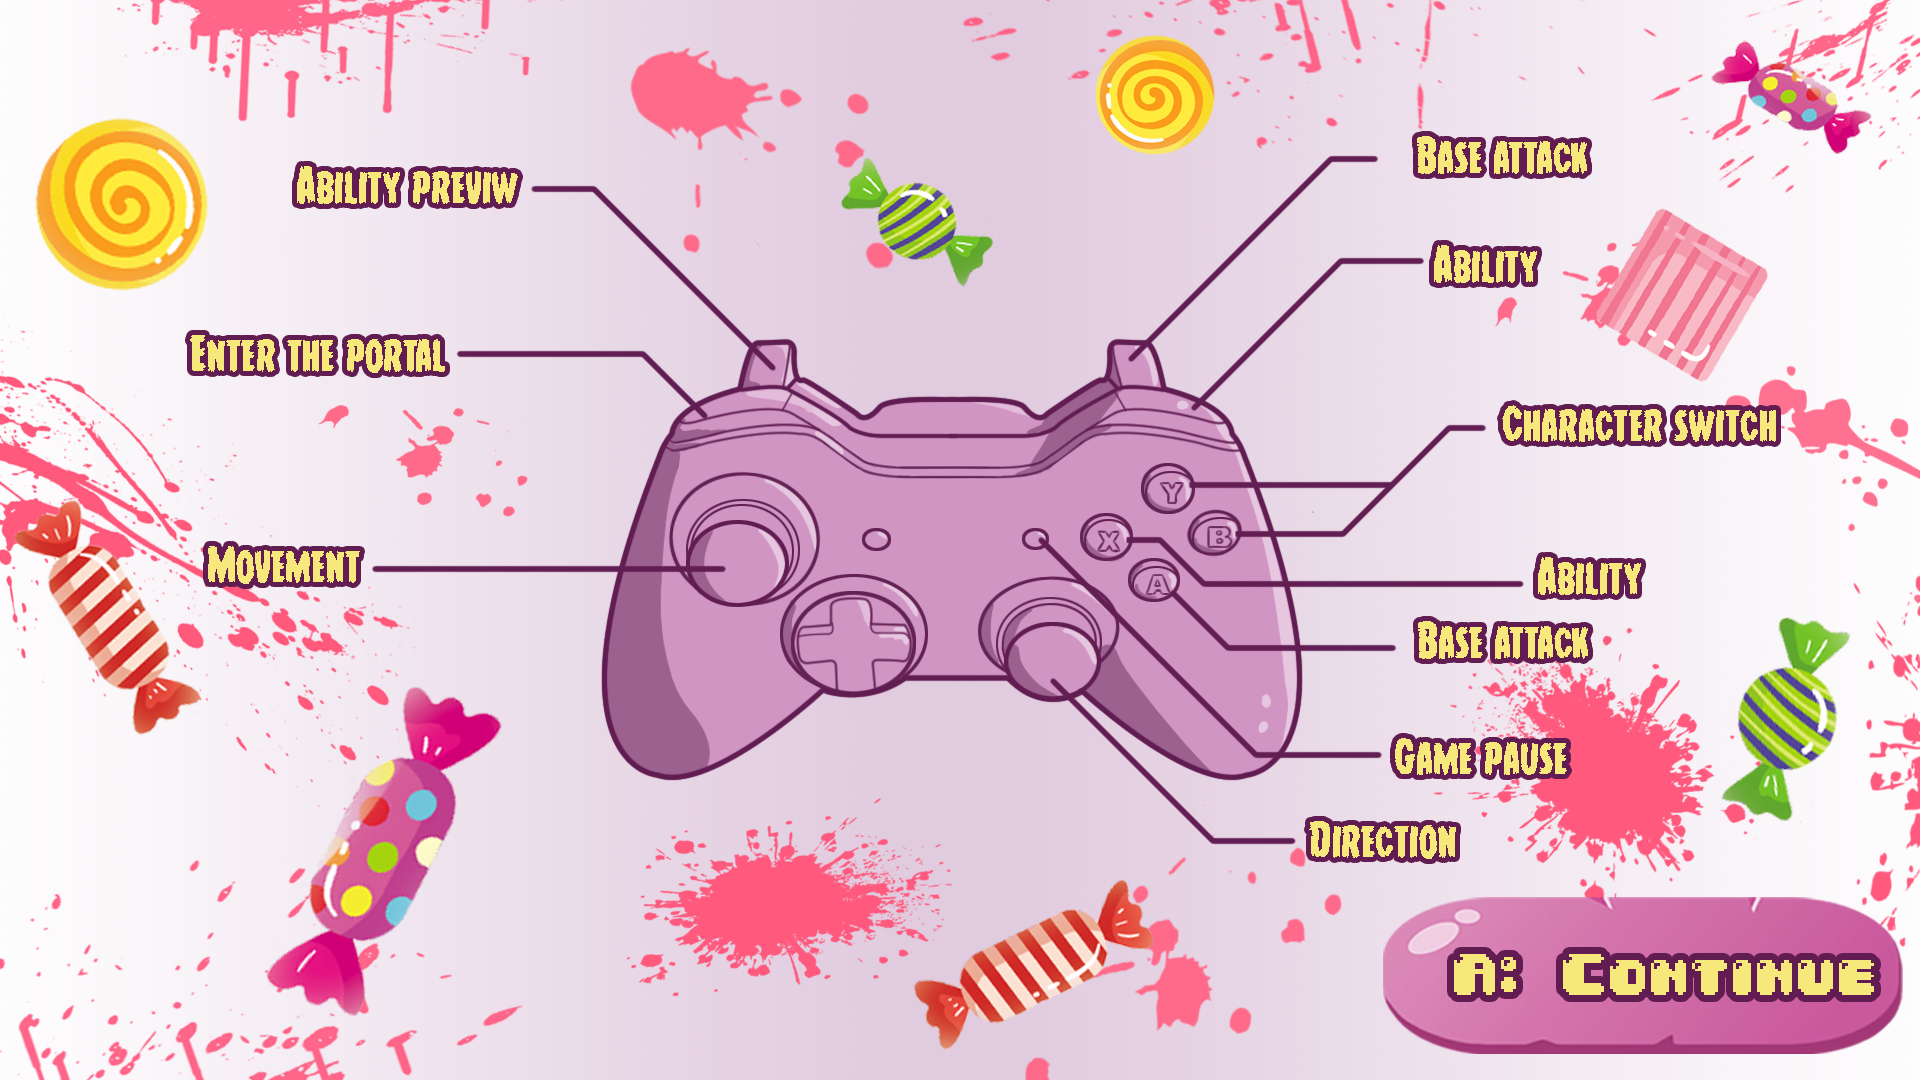 Base attack
Ability previw
Ability
Enter the portal
Character switch
Y
X
B
Movement
Ability
A
Base attack
Game pause
Direction
A: Continue